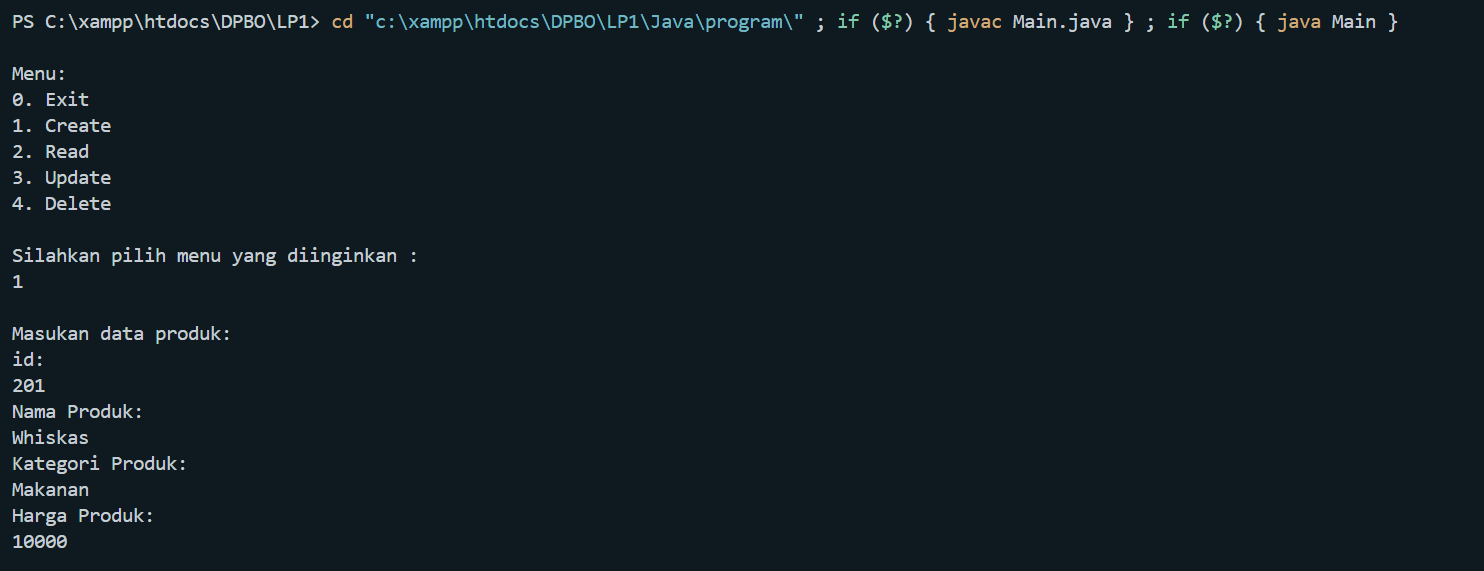 PS C:\xampp\htdocs\DPBO\LP1> cd "c:\xampp\htdocs\DPBO\LP1\Java\program\" ; if ($?) { javac Main.java } ; if ($?) { java Main }
Menu:
0. Exit
1. Create
2. Read
3. Update
4. Delete
Silahkan pilih menu yang diinginkan :
1
Masukan data produk:
id:
201
Nama Produk:
Whiskas
Kategori Produk:
Makanan
Harga Produk:
10000